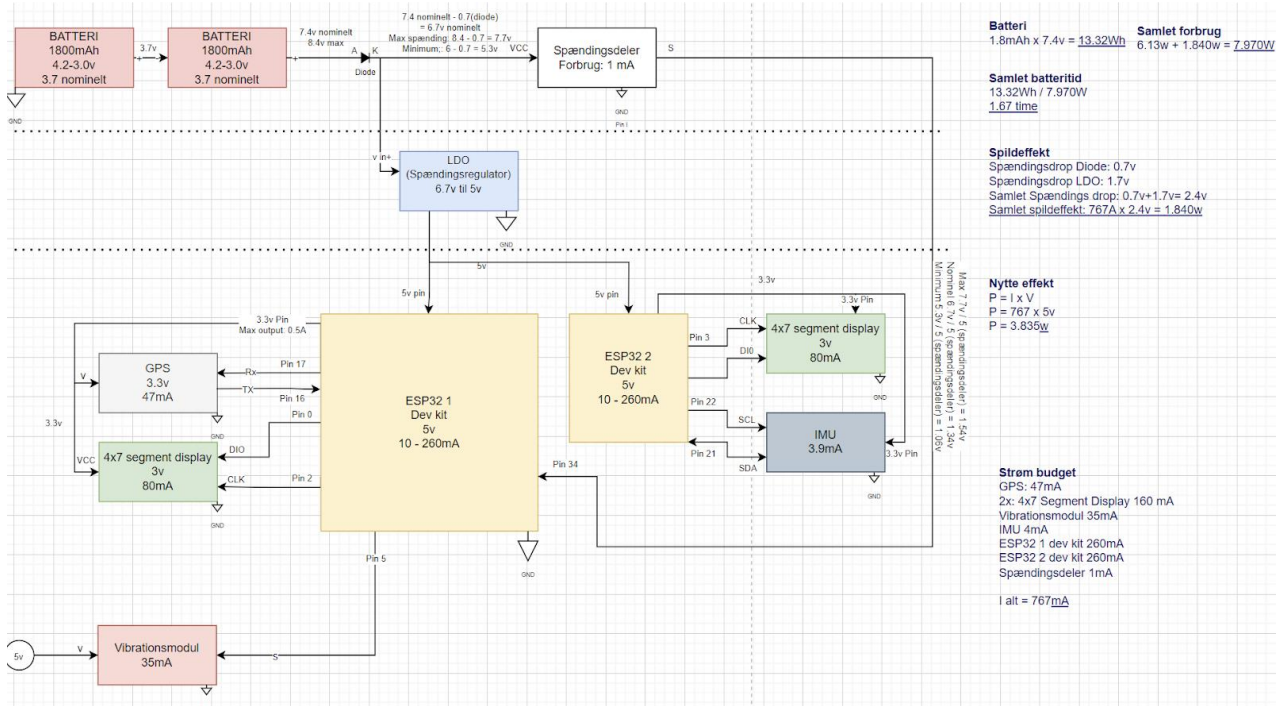 BATTERI
1800mAh
4.2-3.0v
3.7 nominelt
GND
3.7v
+
-
BATTERI
1800mAh
4.2-3.0v
3.7 nominelt
+
7.4v nominelt
8.4v max
A
K
Diode
7.4 nominelt - 0.7(diode)
= 6.7v nominelt
Max spænding: 8.4 - 0.7 = 7.7v
Minimum,: 6 - 0.7 = 5.3v
VCC
Spændingsdeler
Forbrug: 1 mA
S
GND
Pin I
v in+
LDO
(Spændingsregulator)
6.7v til 5v
GND
5v
5v pin
5v pin
3.3v Pin
Max output: 0.5A
V
GPS
3.3v
47mA
GND
Rx
Pin 17
TX
Pin 16
3.3v
VCC
4x7 segment display
3v
80mA
GND
DIO
Pin 0
CLK
Pin 2
ESP32 1
Dev kit
5v
10 - 260mA
GND
Pin 34
Pin 5
5v
V
Vibrationsmodul
35mA
S
ESP32 2
Dev kit
5v
10 - 260mA
3.3v
3.3v Pin
Pin 3
CLK
DI0
4x7 segment display
3v
80mA
GND
Pin 22
SCL
Pin 21
SDA
IMU
3.9mA
3.3v Pin
GND
Max 7.7v / 5 (spændingsdeler) = 1.54v
Nominel 6.7v / 5 (spændingsdeler) = 1.34v
Minimum 5.3v / 5 (spændingsdeler) = 1.06v
Batteri
1.8mAh x 7.4v = 13.32Wh
Samlet forbrug
6.13w + 1.840w = 7.970W
Samlet batteritid
13.32Wh / 7.970W
1.67 time
Spildeffekt
Spændingsdrop Diode: 0.7v
Spændingsdrop LDO: 1.7v
Samlet Spændings drop: 0.7v+1.7v= 2.4v
Samlet spildeffekt: 767A x 2.4v = 1.840w
Nytte effekt
P = I x V
P = 767 x 5v
P = 3.835w
Strøm budget
GPS: 47mA
2x: 4x7 Segment Display 160 mA
Vibrationsmodul 35mA
IMU 4mA
ESP32 1 dev kit 260mA
ESP32 2 dev kit 260mA
Spændingsdeler 1mA
I alt = 767mA